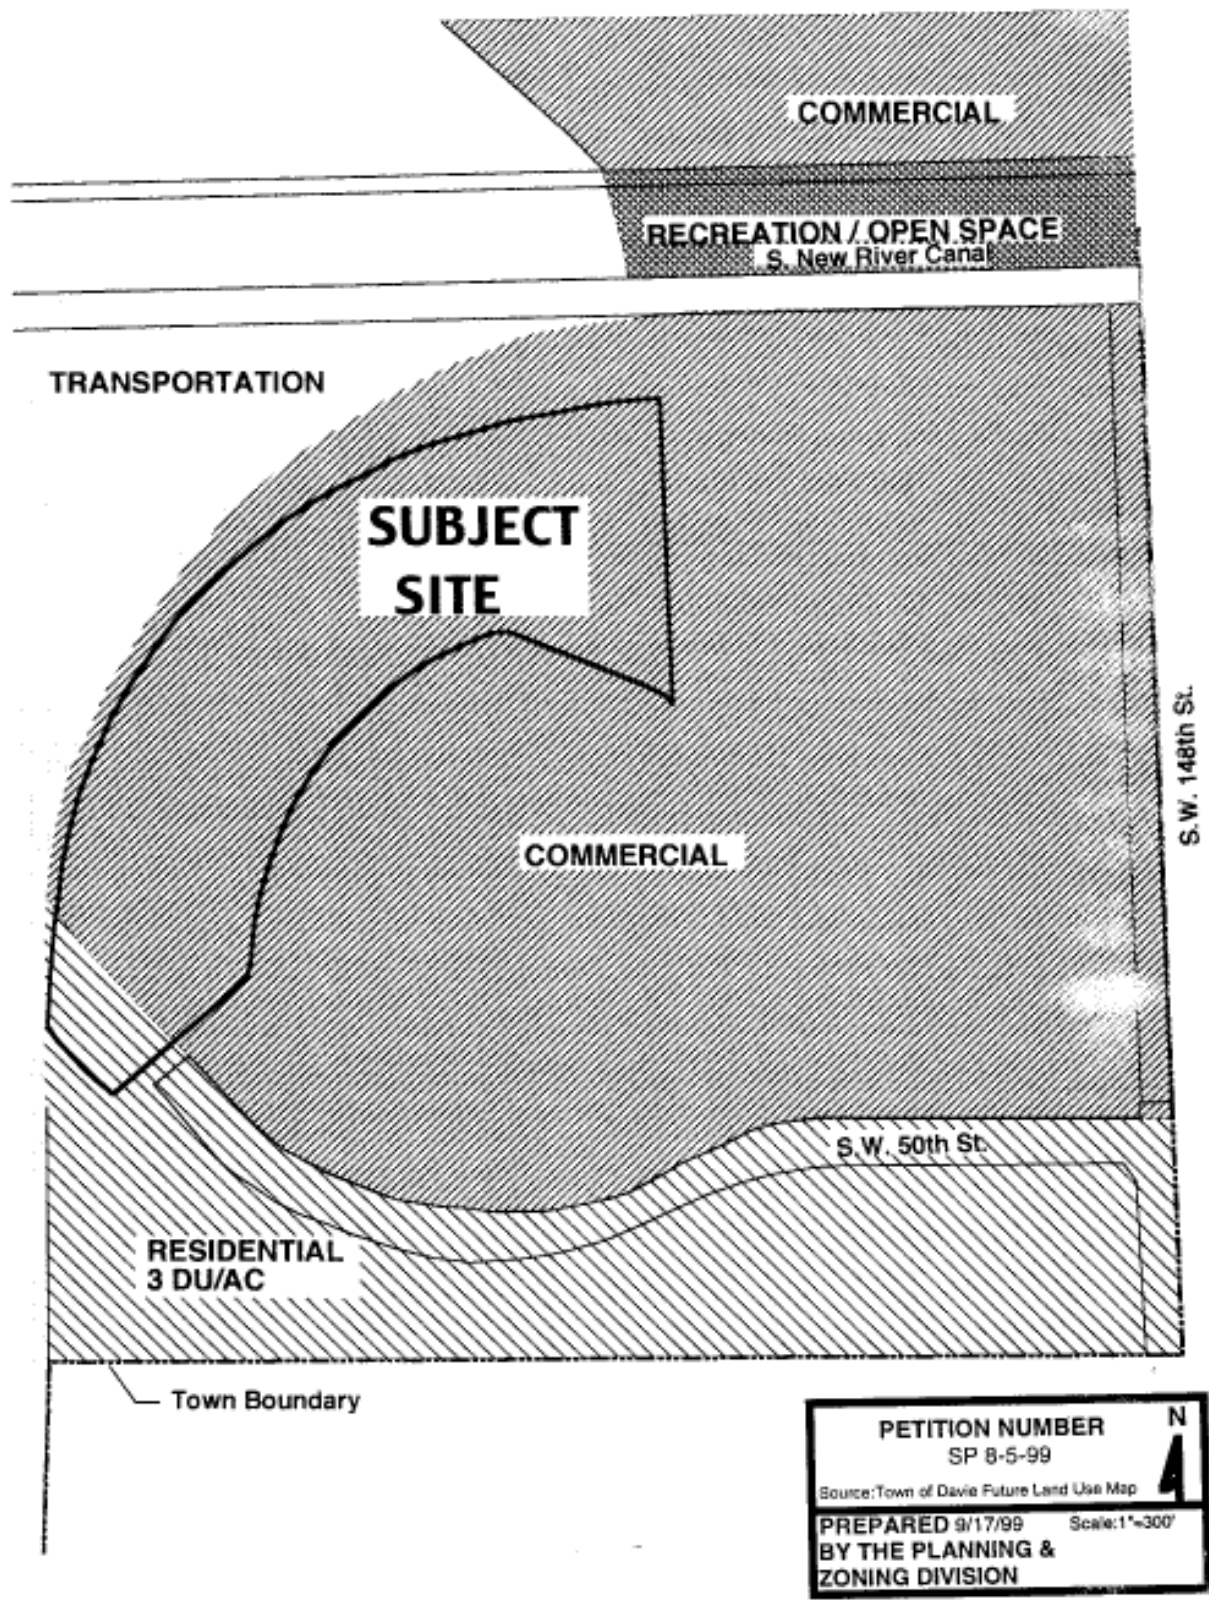 COMMERCIAL
RECREATION / OPEN SPACE
S. New River Canal
TRANSPORTATION
SUBJECT
SITE
S.W. 148th St.
COMMERCIAL
S.W. 50th St.
RESIDENTIAL
3 DU/AC
Town Boundary
PETITION NUMBER
SP 8-5-99
N
Source:Town of Davie Future Land Use Map
PREPARED 9/17/99 Scale:1"=300'
BY THE PLANNING &
ZONING DIVISION